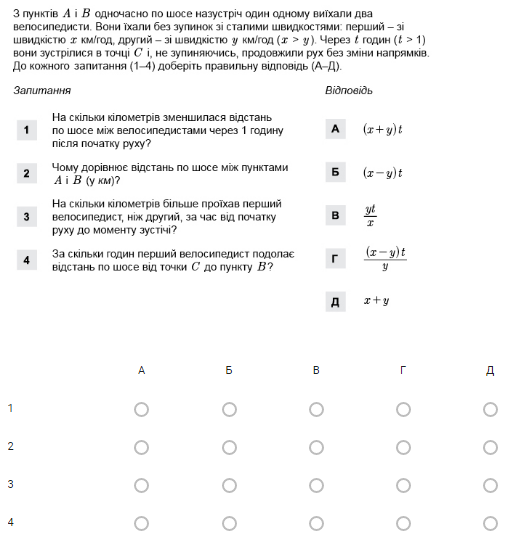 З пунктів A і B одночасно по шосе назустріч один одному виїхали два
велосипедисти. Вони їхали без зупинок зі сталими швидкостями: перший – зі
швидкістю x км/год, другий – зі швидкістю y км/год (x > y). Через t годин (t > 1)
вони зустрілися в точці C і, не зупиняючись, продовжили рух без зміни напрямків.
До кожного запитання (1–4) доберіть правильну відповідь (А–Д).
Запитання Відповідь
1 На скільки кілометрів зменшилася відстань
по шосе між велосипедистами через 1 годину
після початку руху?
А (x + y)t
2 Чому дорівнює відстань по шосе між пунктами
A і B (у км)?
Б (x − y)t
3 На скільки кілометрів більше проїхав перший
велосипедист, ніж другий, за час від початку
руху до моменту зустрічі?
В yt/x
4 За скільки годин перший велосипедист подолає
відстань по шосе від точки C до пункту B?
Г (x − y)t/y
Д x + y
А Б В Г Д
1
2
3
4